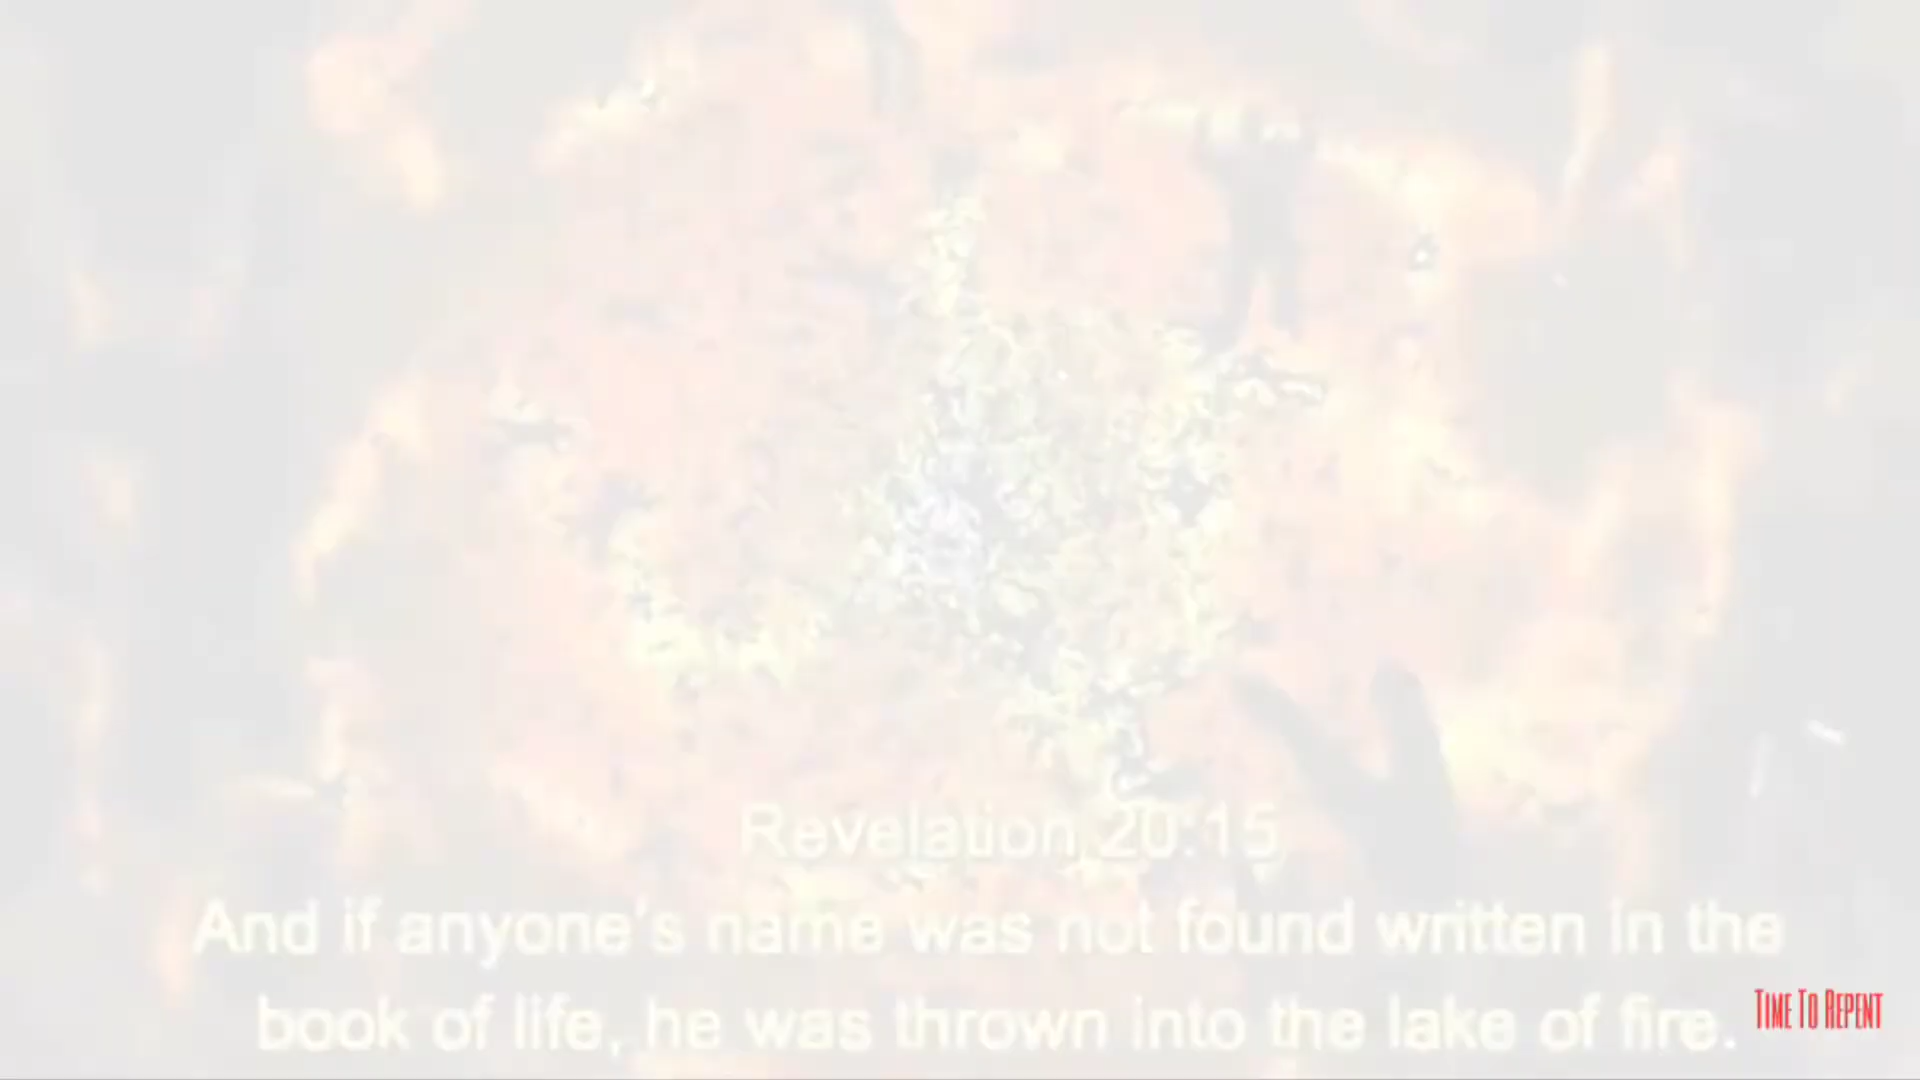 Revelation 20:15
And if anyone's name was not found written in the
book of life, he was thrown into the lake of fire.
TIME TO REPENT